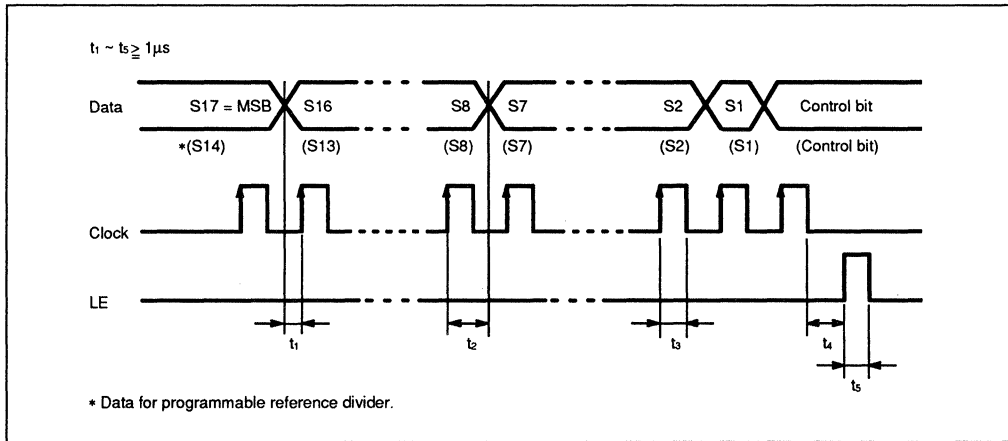 t1 ~ t5 ≧ 1µs
Data
S17 = MSB S16 S8 S7 S2 S1 Control bit
*(S14) (S13) (S8) (S7) (S2) (S1) (Control bit)
Clock
LE
t1 t2 t3 t4
t5
* Data for programmable reference divider.